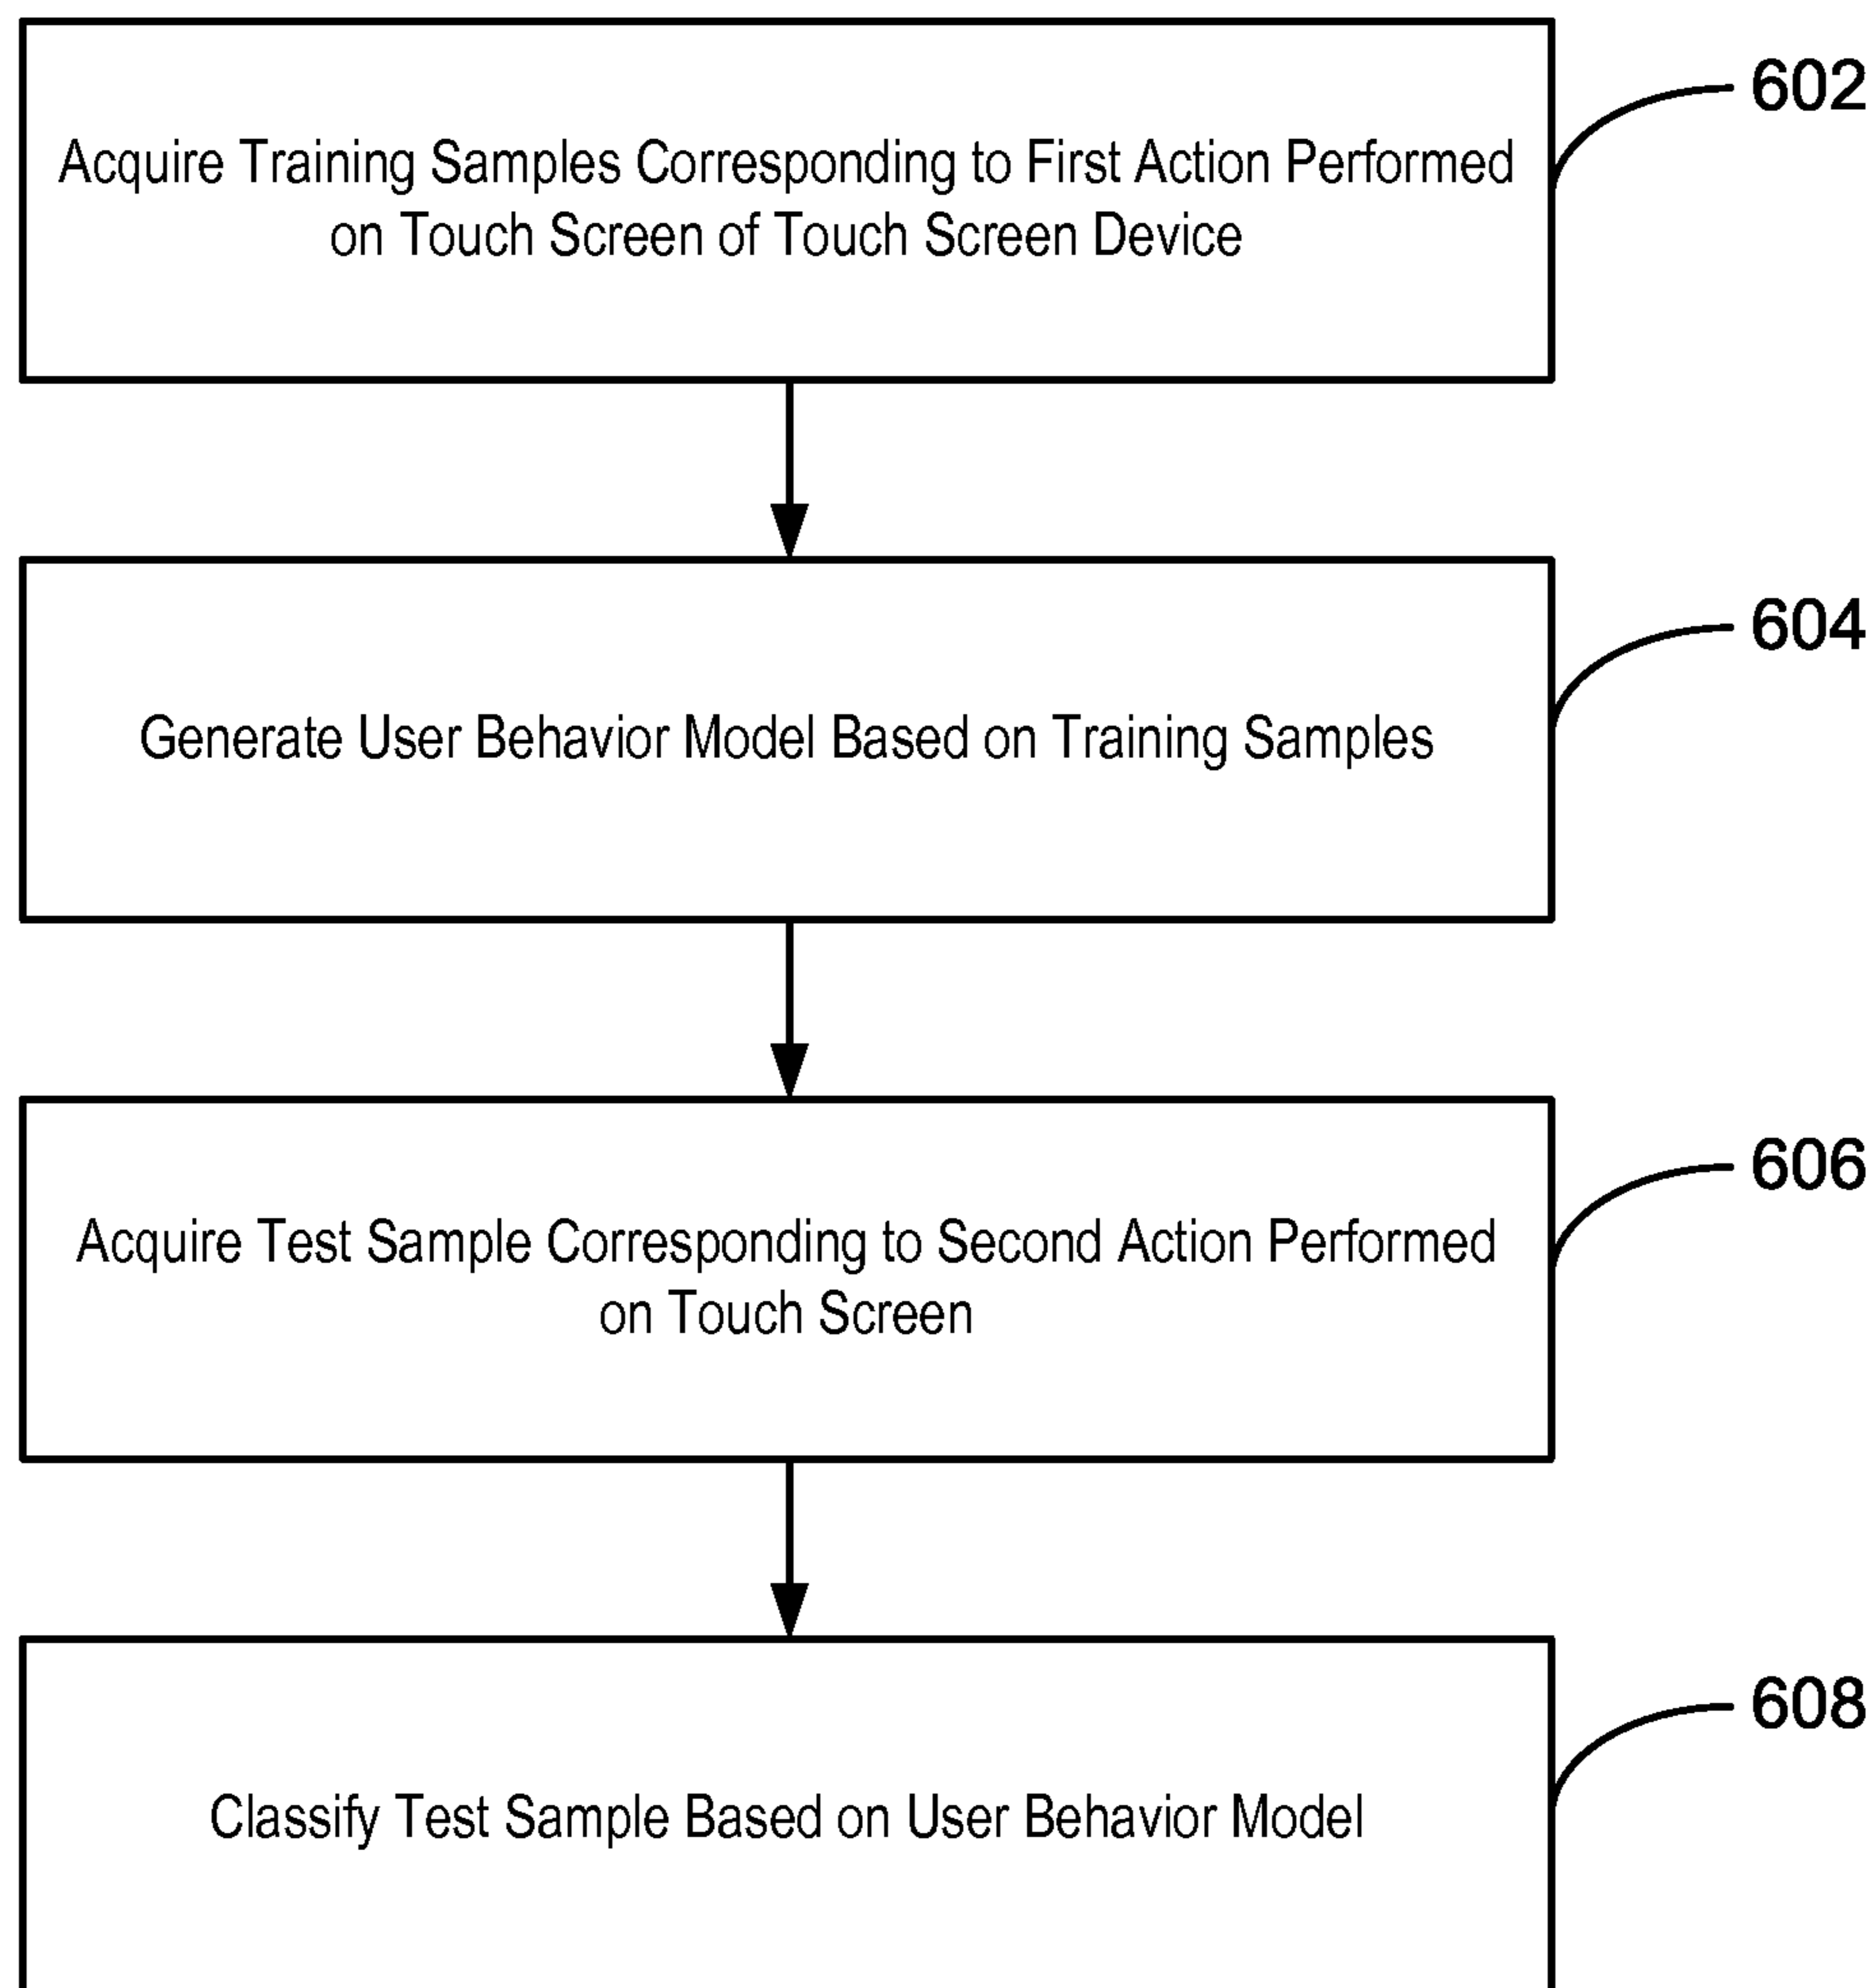 602
Acquire Training Samples Corresponding to First Action Performed
on Touch Screen of Touch Screen Device
604
Generate User Behavior Model Based on Training Samples
606
Acquire Test Sample Corresponding to Second Action Performed
on Touch Screen
608
Classify Test Sample Based on User Behavior Model